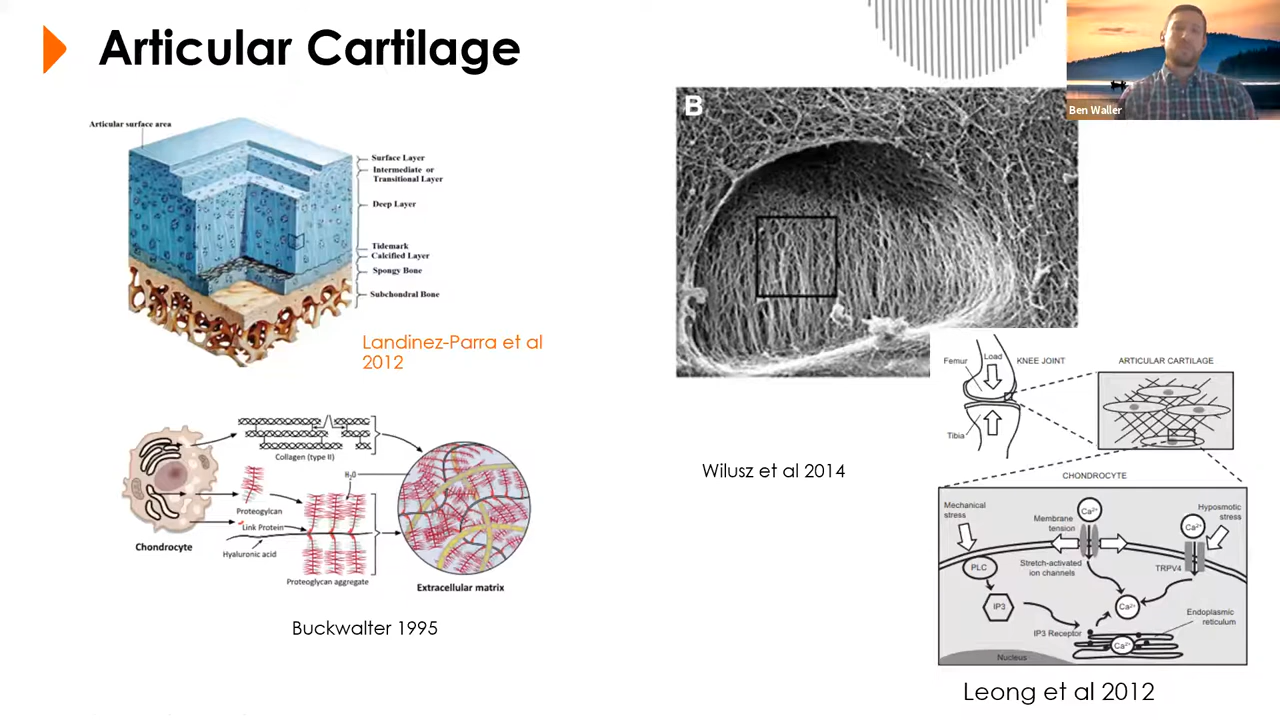 Articular Cartilage
Ben Waller
Articular surface area
Surface Layer
Intermediate or
Transitional Layer
Deep Layer
Tidemark
Calcified Layer
Spongy Bone
Subchondral Bone
Landinez-Parra et al
2012
Collagen (type II)
H₂O
Proteoglycan
Link Protein
Hyaluronic acid
Chondrocyte
Proteoglycan aggregate
Extracellular matrix
Buckwalter 1995
B
Wilusz et al 2014
Femur
Load
KNEE JOINT
ARTICULAR CARTILAGE
Tibia
CHONDROCYTE
Mechanical
stress
Membrane
tension
Ca²⁺
Hyposmotic
stress
Ca²⁺
Stretch-activated
ion channels
PLC
TRPV4
IP3
Ca²⁺
Endoplasmic
reticulum
IP3 Receptor
Ca²⁺
Nucleus
Leong et al 2012